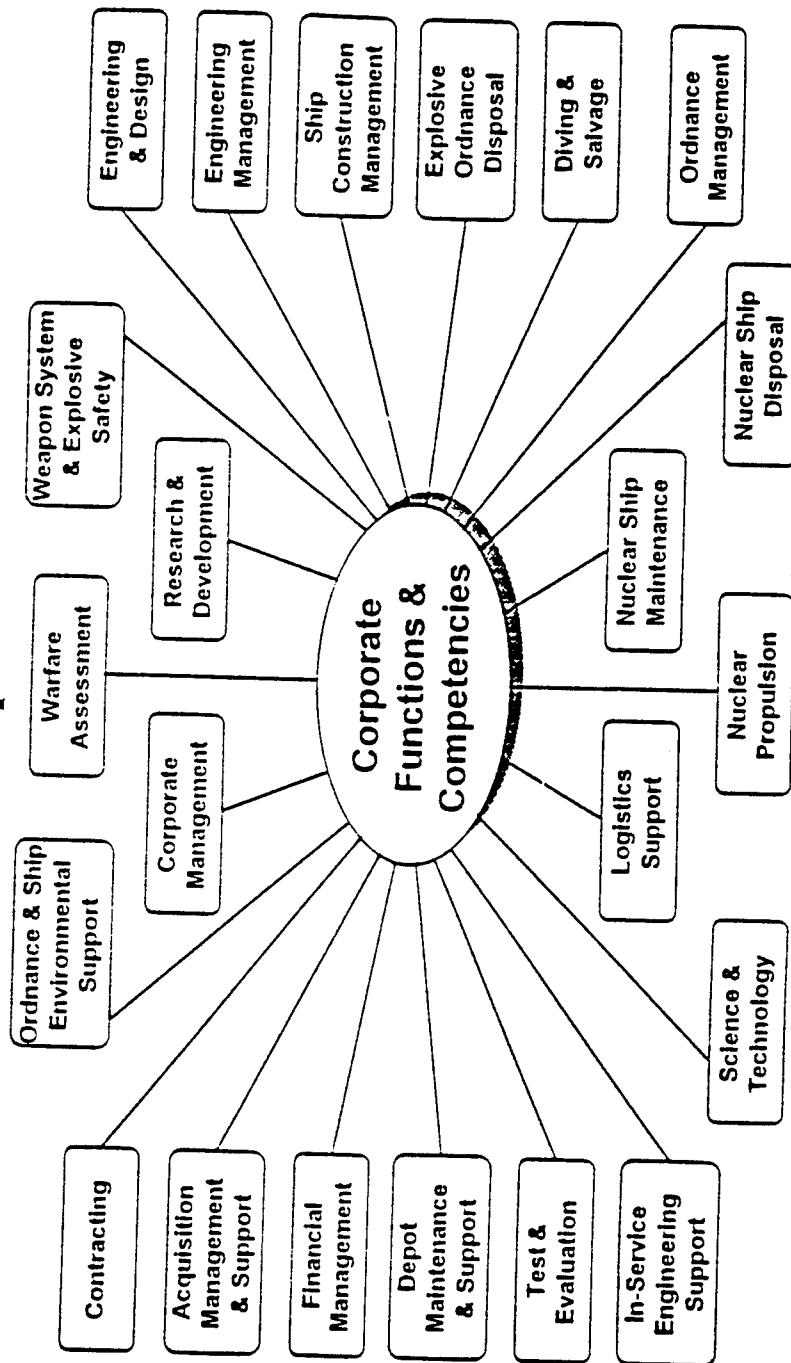 Ordnance & Ship
Environmental
Support
Warfare
Assessment
Weapon System
& Explosive
Safety
Corporate
Management
Research &
Development
Contracting
Acquisition
Management
& Support
Financial
Management
Depot
Maintenance
& Support
Test &
Evaluation
In-Service
Engineering
Support
Corporate
Functions &
Competencies
Engineering
& Design
Engineering
Management
Ship
Construction
Management
Explosive
Ordnance
Disposal
Diving &
Salvage
Ordnance
Management
Logistics
Support
Nuclear Ship
Maintenance
Science &
Technology
Nuclear
Propulsion
Nuclear Ship
Disposal